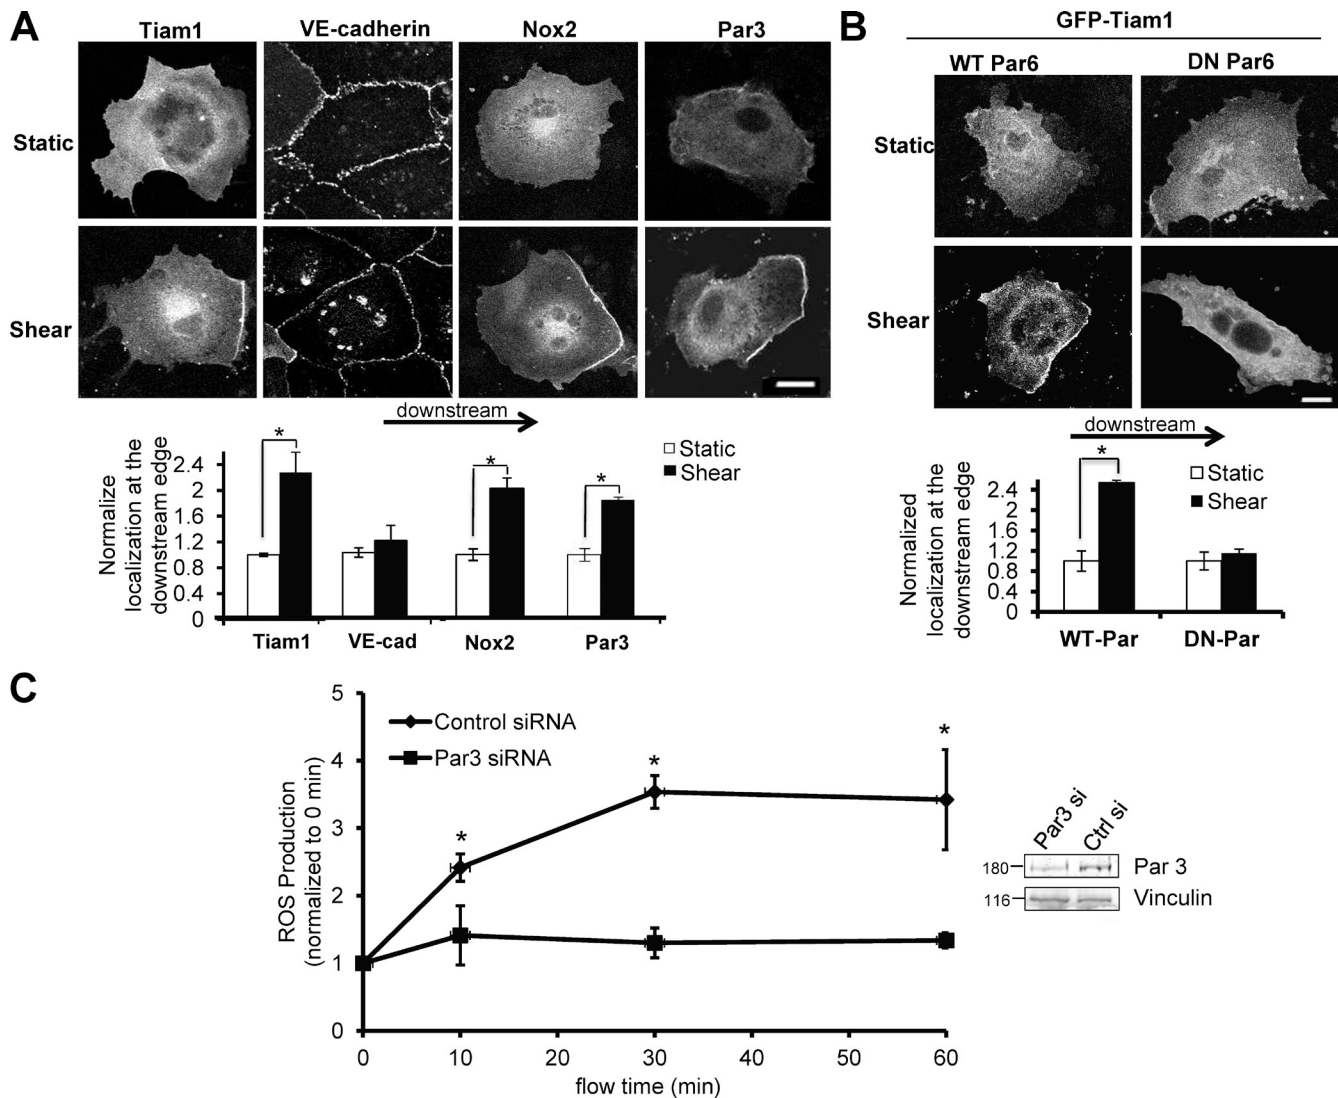 A
Tiam1
VE-cadherin
Nox2
Par3
Static
Shear
downstream
Normalize
localization at the
downstream edge
2.4
2
1.6
1.2
0.8
0.4
0
*
*
*
Static
Shear
Tiam1
VE-cad
Nox2
Par3
B
GFP-Tiam1
WT Par6
DN Par6
Static
Shear
downstream
Normalized
localization at the
downstream edge
2.4
2
1.6
1.2
0.8
0.4
0
*
Static
Shear
WT-Par
DN-Par
C
ROS Production
(normalized to 0 min)
5
4
3
2
1
0
Control siRNA
Par3 siRNA
*
*
*
0
10
20
30
40
50
60
flow time (min)
Par3 si
Ctrl si
180
Par 3
116
Vinculin